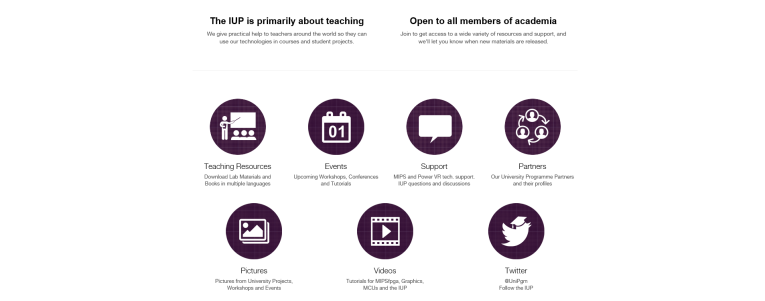 The IUP is primarily about teaching
We give practical help to teachers around the world so they can
use our technologies in courses and student projects.
Open to all members of academia
Join to get access to a wide variety of resources and support, and
we'll let you know when new materials are released.
01
Teaching Resources
Download Lab Materials and
Books in multiple languages
Events
Upcoming Workshops, Conferences
and Tutorials
Support
MIPS and Power VR tech. support.
IUP questions and discussions
Partners
Our University Programme Partners
and their profiles
Pictures
Pictures from University Projects,
Workshops and Events
Videos
Tutorials for MIPSfpga, Graphics,
MCUs and the IUP
Twitter
@UniPgm
Follow the IUP